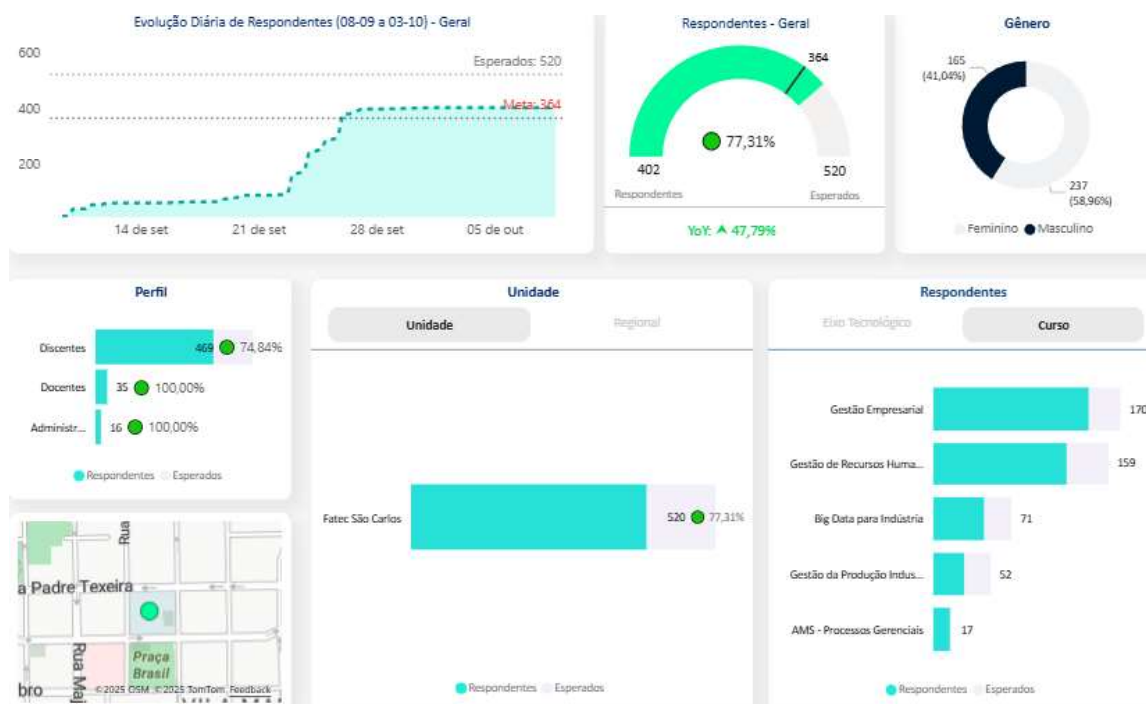 Evolução Diária de Respondentes (08-09 a 03-10) - Geral
600
Esperados: 520
400
Meta: 364
200
14 de set
21 de set
28 de set
05 de out
Respondentes - Geral
364
77,31%
402
520
Respondentes
Esperados
YoY: 47,79%
Gênero
165
(41,04%)
237
(58,96%)
Feminino Masculino
Perfil
Discentes 469 74,84%
Docentes 35 100,00%
Administr... 16 100,00%
Respondentes Esperados
Rua
a Padre Texeira
Praça
Brasil
Rua Maj
bro
©2025 OSM ©2025 TomTom Feedback
Unidade
Unidade
Regional
Fatec São Carlos 520 77,31%
Respondentes Esperados
Respondentes
Eixo Tecnológico
Curso
Gestão Empresarial 170
Gestão de Recursos Huma... 159
Big Data para Indústria 71
Gestão da Produção Indus... 52
AMS - Processos Gerenciais 17
Respondentes Esperados